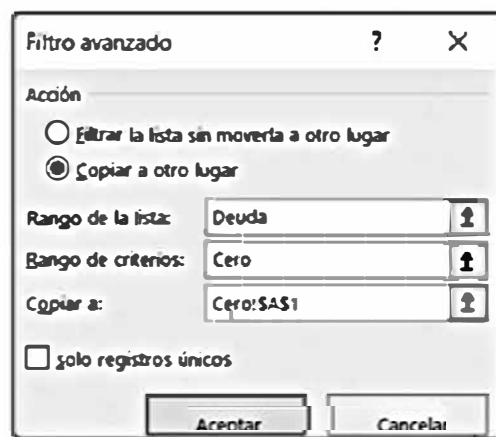 Filtro avanzado ? X
Acción
Filtrar la lista sin moverla a otro lugar
Copiar a otro lugar
Rango de la lista: Deuda
Rango de criterios: Cero
Copiar a: Cero!$A$1
Solo registros únicos
Aceptar Cancelar